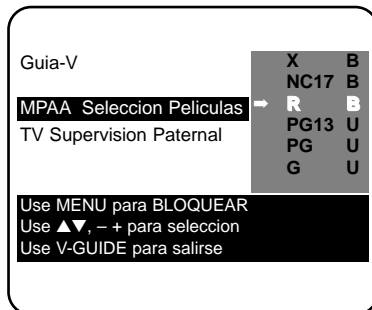 Guia-V
X B
NC17 B
MPAA Seleccion Peliculas ➡ R B
PG13 U
TV Supervision Paternal
PG U
G U
Use MENU para BLOQUEAR
Use ▲▼, – + para seleccion
Use V-GUIDE para salirse